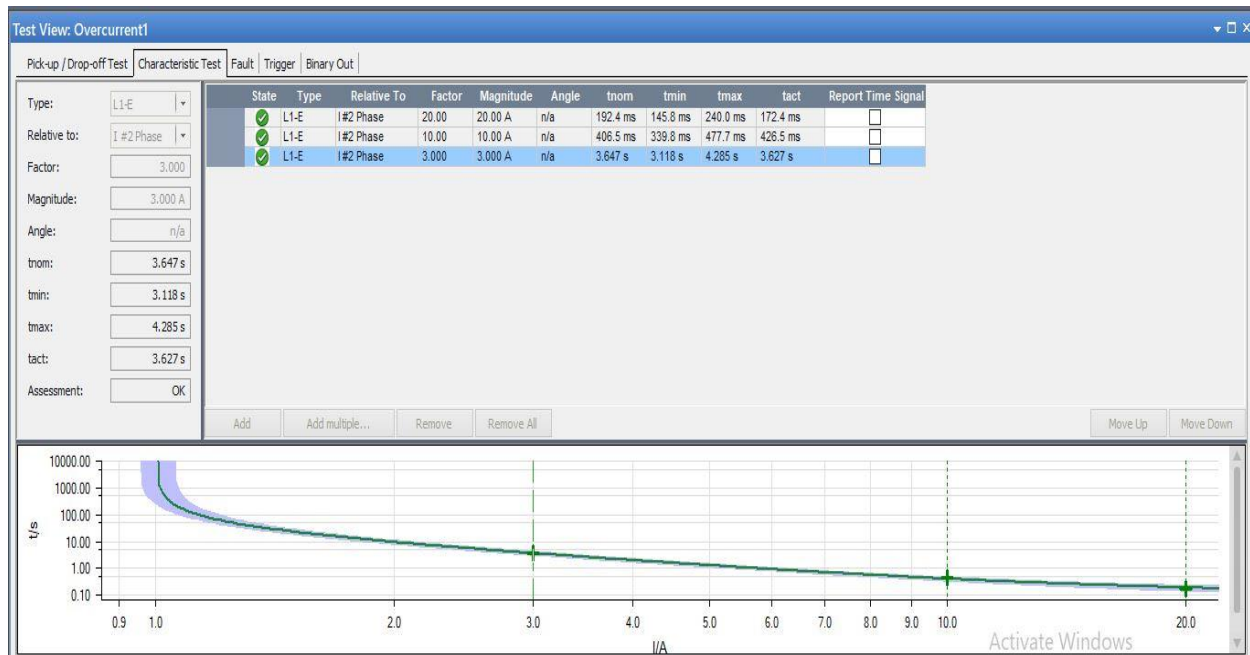 Test View: Overcurrent1
Pick-up / Drop-off Test Characteristic Test Fault Trigger Binary Out
Type: L1-E
Relative to: I #2 Phase
Factor: 3.000
Magnitude: 3.000 A
Angle: n/a
tnom: 3.647 s
tmin: 3.118 s
tmax: 4.285 s
tact: 3.627 s
Assessment: OK
State Type Relative To Factor Magnitude Angle tnom tmin tmax tact Report Time Signal
L1-E I #2 Phase 20.00 20.00 A n/a 192.4 ms 145.8 ms 240.0 ms 172.4 ms
L1-E I #2 Phase 10.00 10.00 A n/a 406.5 ms 339.8 ms 477.7 ms 426.5 ms
L1-E I #2 Phase 3.000 3.000 A n/a 3.647 s 3.118 s 4.285 s 3.627 s
Add Add multiple... Remove Remove All Move Up Move Down
10000.00
1000.00
100.00
10.00
1.00
0.10
t/s
0.9 1.0 2.0 3.0 4.0 5.0 6.0 7.0 8.0 9.0 10.0 20.0
I/A
Activate Windows